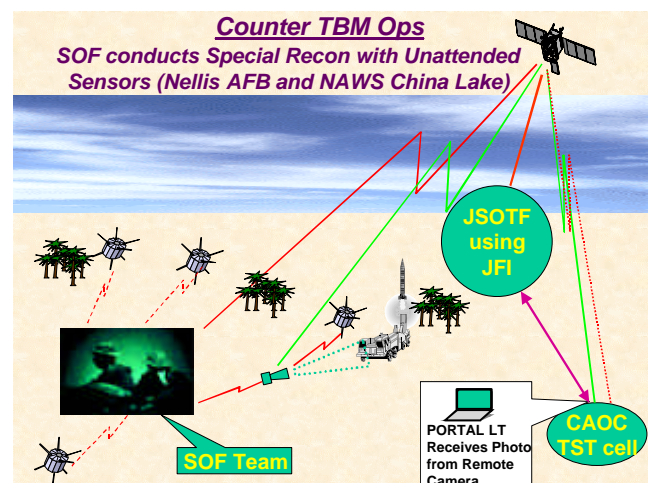 Counter TBM Ops
SOF conducts Special Recon with Unattended
Sensors (Nellis AFB and NAWS China Lake)
JSOTF
using
JFI
SOF Team
PORTAL LT
Receives Photo
from Remote
Camera
CAOC
TST cell